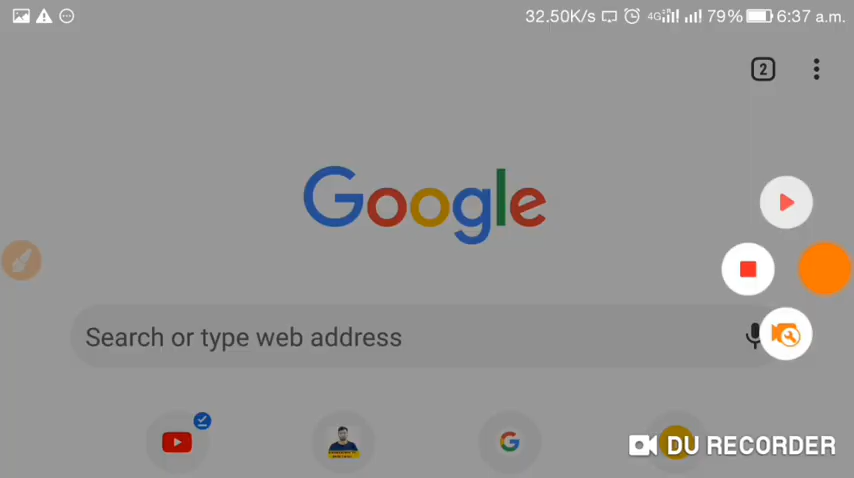 32.50K/s 4G 79% 6:37 a.m.
2
Google
Search or type web address
G
DU RECORDER